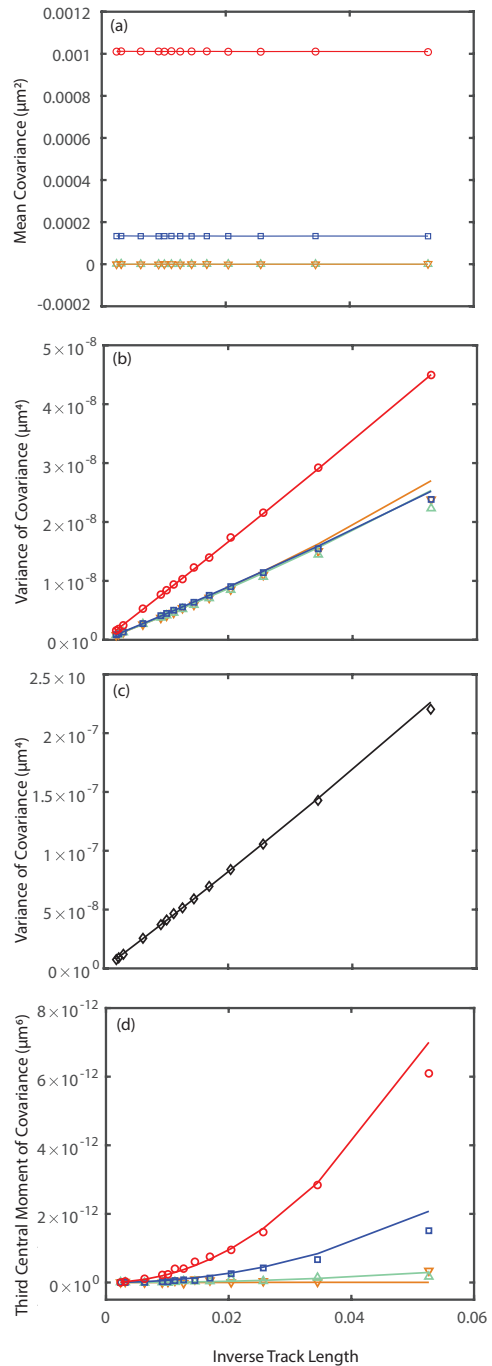 (a)
Mean Covariance (µm²)
0.0012
0.001
0.0008
0.0006
0.0004
0.0002
0
-0.0002
(b)
Variance of Covariance (µm⁴)
5×10⁻⁸
4×10⁻⁸
3×10⁻⁸
2×10⁻⁸
1×10⁻⁸
0×10⁰
(c)
Variance of Covariance (µm⁴)
2.5 10
2×10⁻⁷
1.5×10⁻⁷
1×10⁻⁷
5×10⁻⁸
0×10⁰
(d)
Third Central Moment of Covariance (µm⁶)
8×10⁻¹²
6×10⁻¹²
4×10⁻¹²
2×10⁻¹²
0×10⁰
0 0.02 0.04 0.06
Inverse Track Length